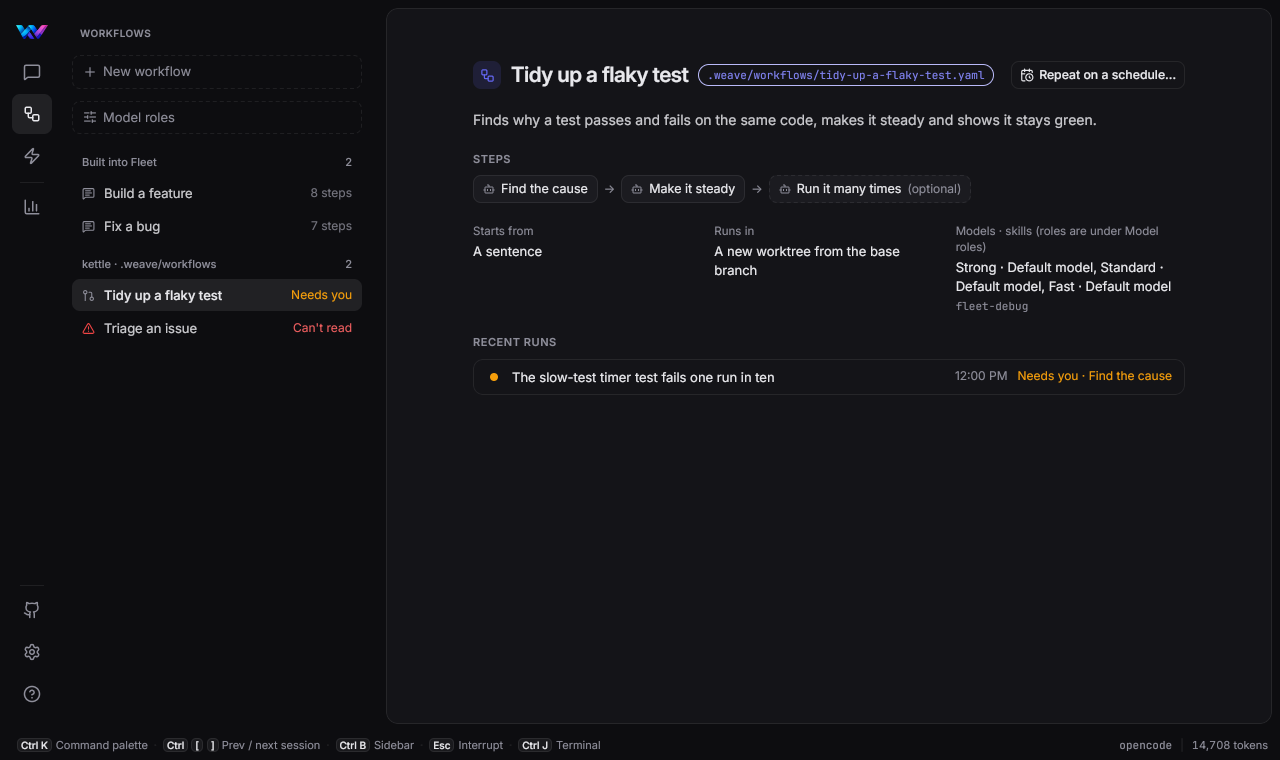 WORKFLOWS
New workflow
Model roles
Built into Fleet 2
Build a feature 8 steps
Fix a bug 7 steps
kettle · .weave/workflows 2
Tidy up a flaky test Needs you
Triage an issue Can't read
Tidy up a flaky test .weave/workflows/tidy-up-a-flaky-test.yaml Repeat on a schedule...
Finds why a test passes and fails on the same code, makes it steady and shows it stays green.
STEPS
Find the cause → Make it steady → Run it many times (optional)
Starts from
A sentence
Runs in
A new worktree from the base
branch
Models · skills (roles are under Model
roles)
Strong · Default model, Standard ·
Default model, Fast · Default model
fleet-debug
RECENT RUNS
The slow-test timer test fails one run in ten 12:00 PM Needs you · Find the cause
Ctrl K Command palette · Ctrl [ ] Prev / next session · Ctrl B Sidebar · Esc Interrupt · Ctrl J Terminal opencode 14,708 tokens